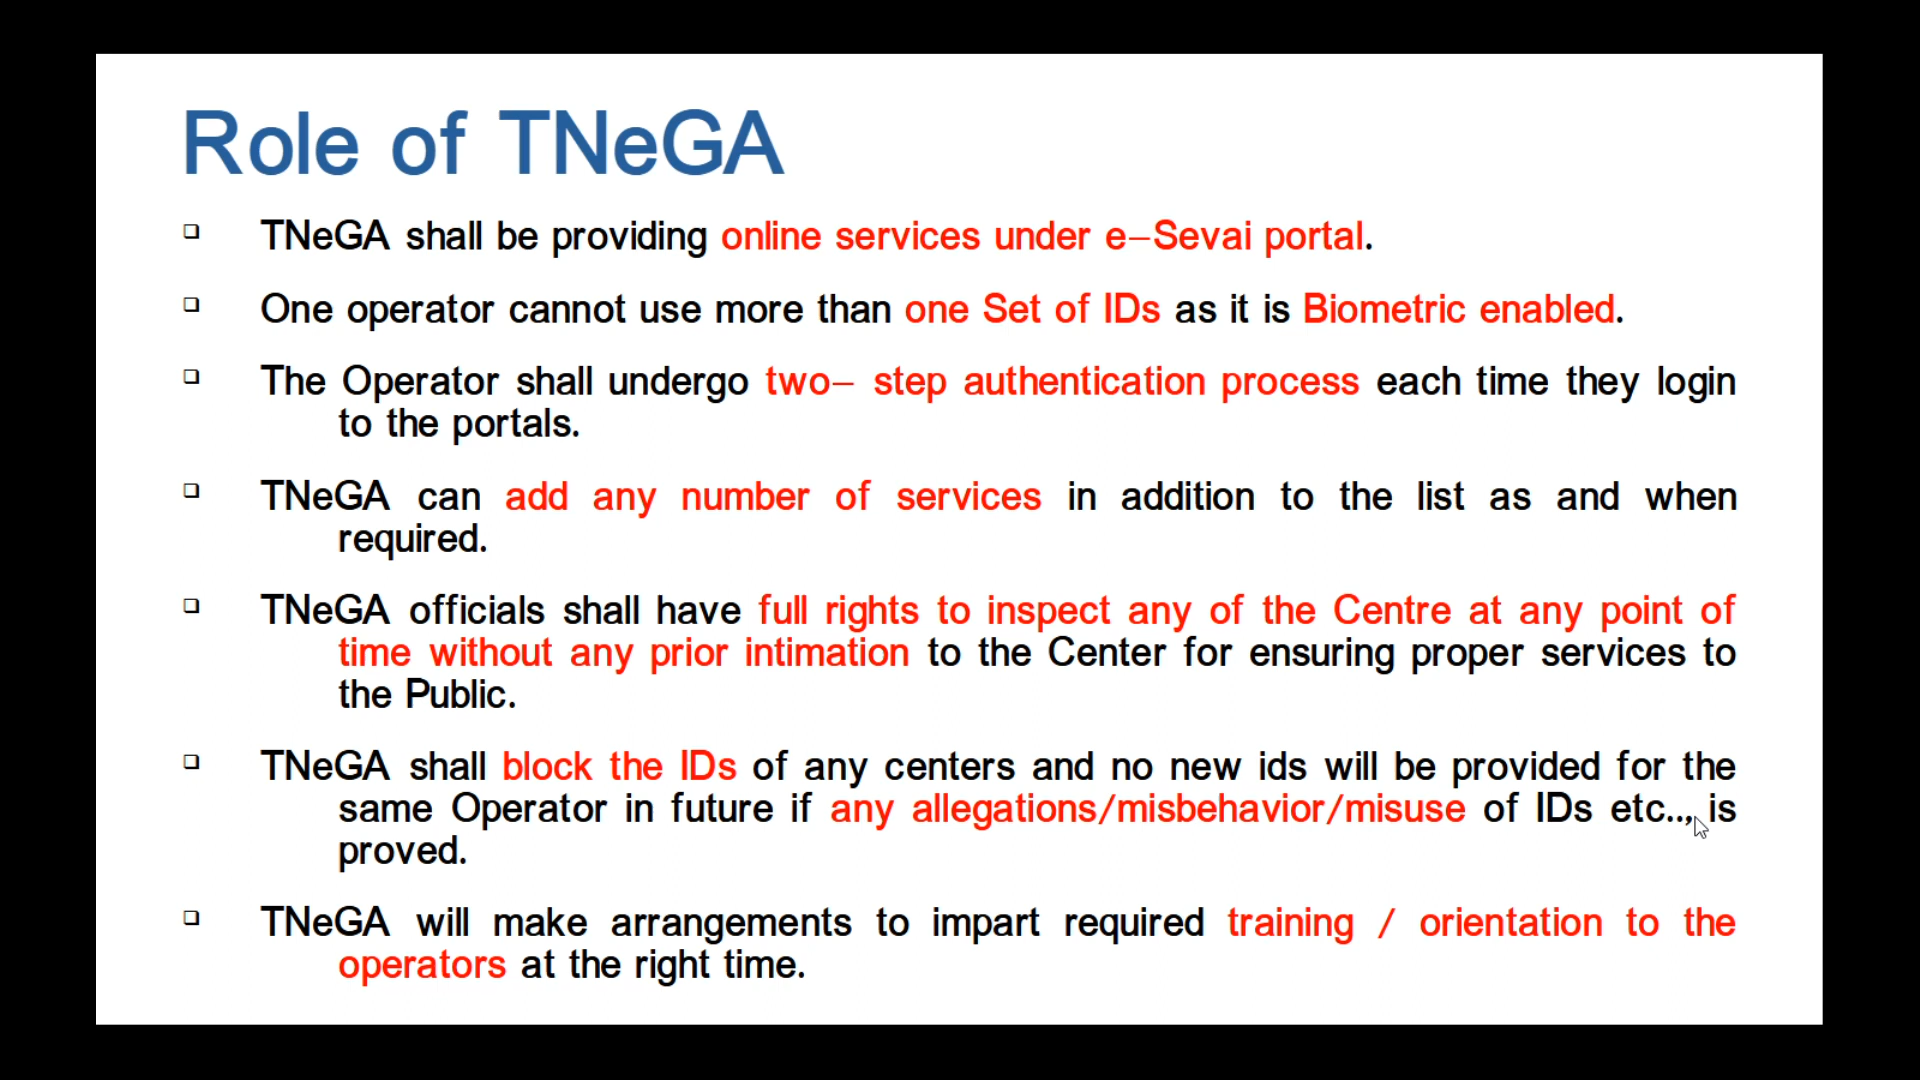 Role of TNeGA
❑ TNeGA shall be providing online services under e–Sevai portal.
❑ One operator cannot use more than one Set of IDs as it is Biometric enabled.
❑ The Operator shall undergo two– step authentication process each time they login
to the portals.
❑ TNeGA can add any number of services in addition to the list as and when
required.
❑ TNeGA officials shall have full rights to inspect any of the Centre at any point of
time without any prior intimation to the Center for ensuring proper services to
the Public.
❑ TNeGA shall block the IDs of any centers and no new ids will be provided for the
same Operator in future if any allegations/misbehavior/misuse of IDs etc.., is
proved.
❑ TNeGA will make arrangements to impart required training / orientation to the
operators at the right time.